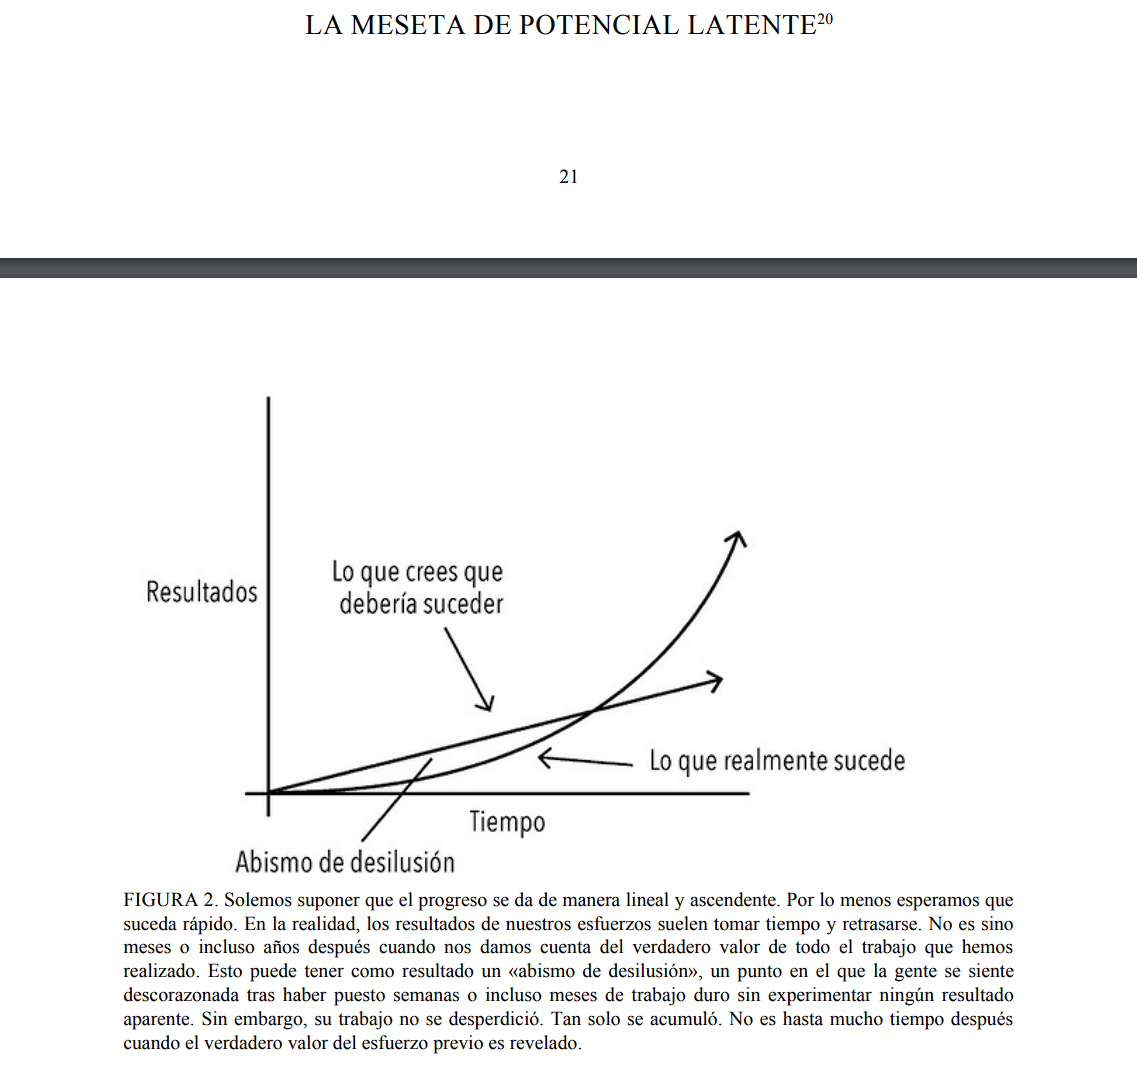 LA MESETA DE POTENCIAL LATENTE20
21
Resultados
Lo que crees que
debería suceder
Lo que realmente sucede
Tiempo
Abismo de desilusión
FIGURA 2. Solemos suponer que el progreso se da de manera lineal y ascendente. Por lo menos esperamos que
suceda rápido. En la realidad, los resultados de nuestros esfuerzos suelen tomar tiempo y retrasarse. No es sino
meses o incluso años después cuando nos damos cuenta del verdadero valor de todo el trabajo que hemos
realizado. Esto puede tener como resultado un «abismo de desilusión», un punto en el que la gente se siente
descorazonada tras haber puesto semanas o incluso meses de trabajo duro sin experimentar ningún resultado
aparente. Sin embargo, su trabajo no se desperdició. Tan solo se acumuló. No es hasta mucho tiempo después
cuando el verdadero valor del esfuerzo previo es revelado.